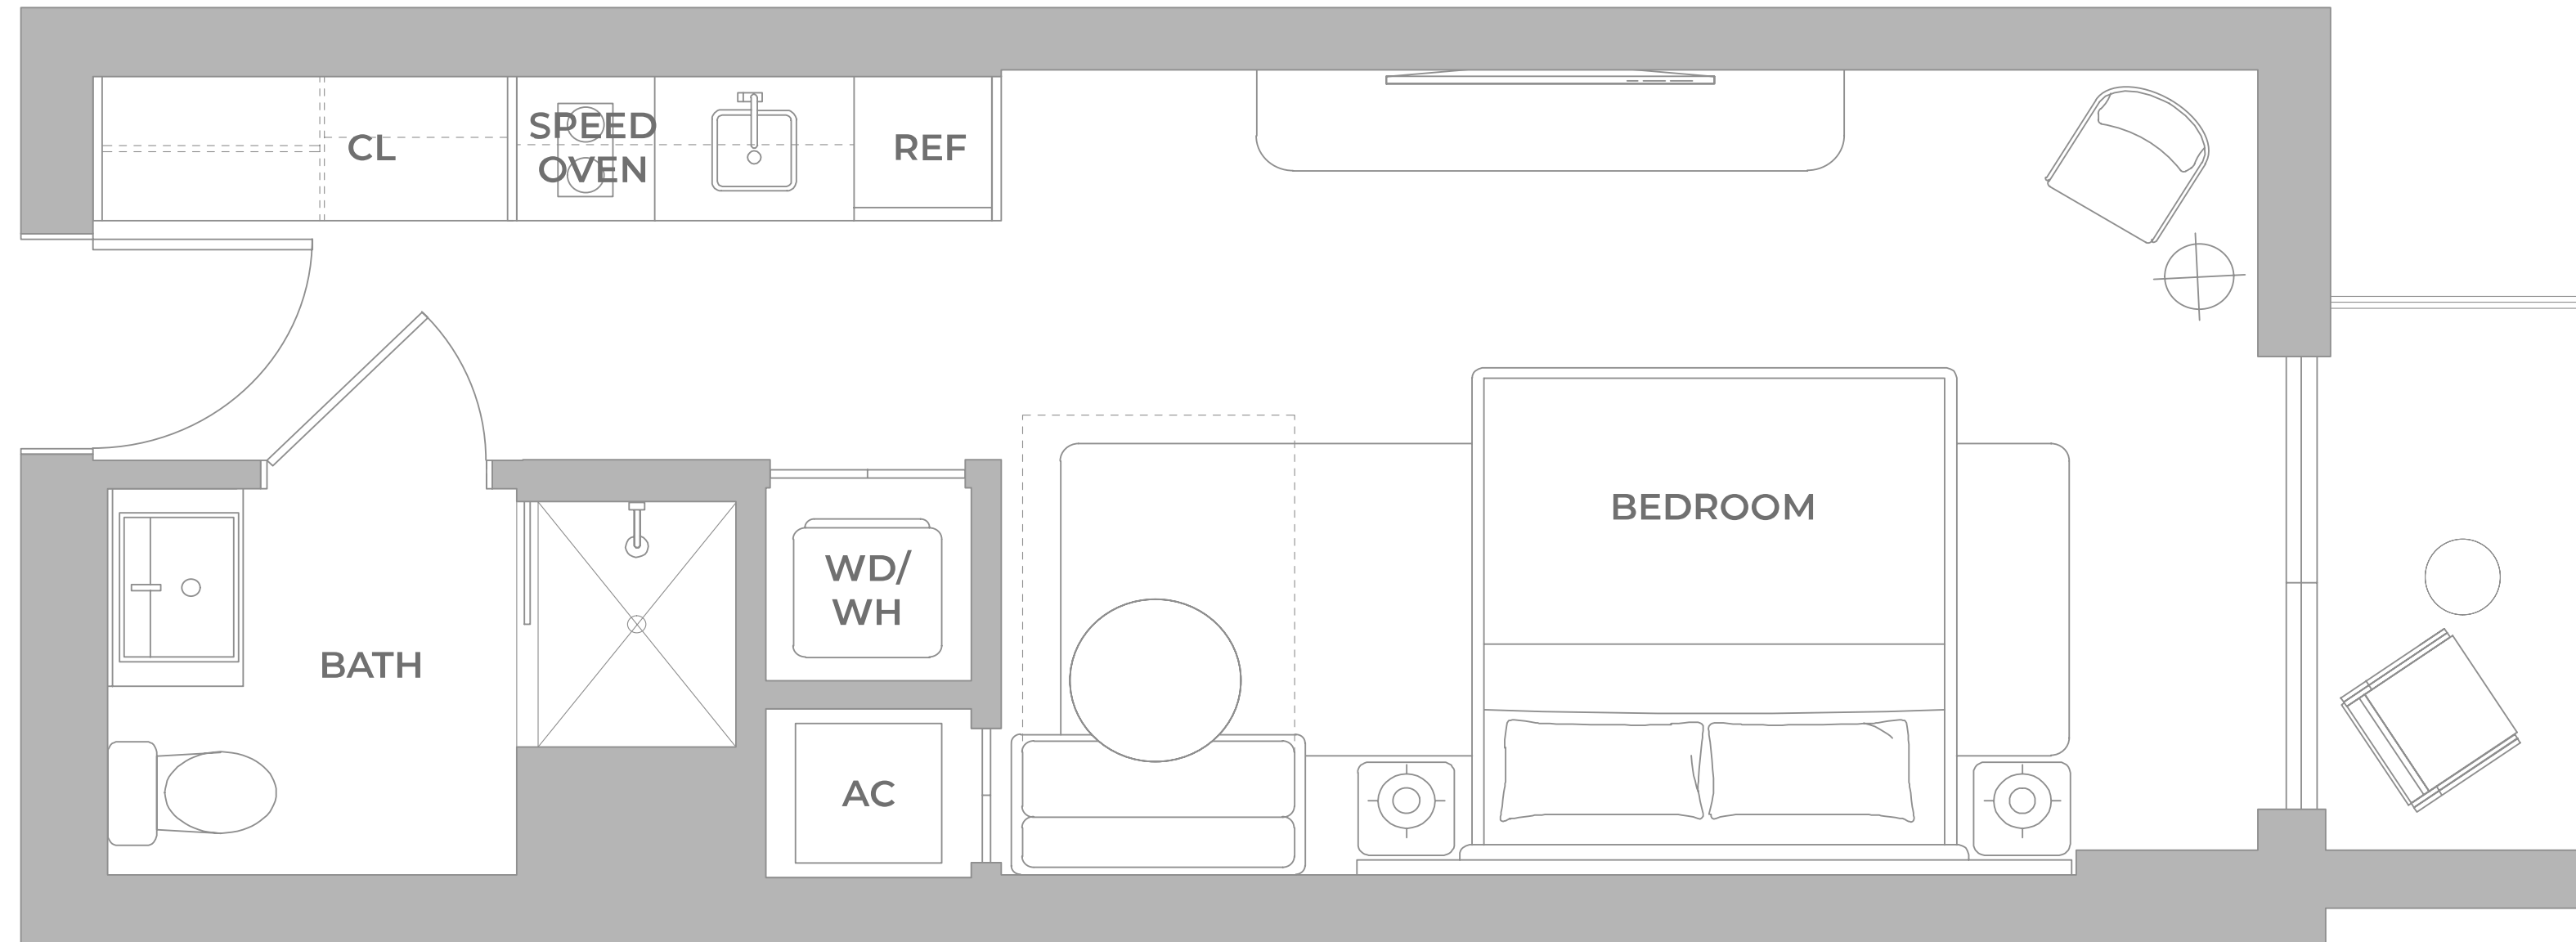 CL
SPEED
OVEN
REF
BEDROOM
WD/
WH
BATH
AC